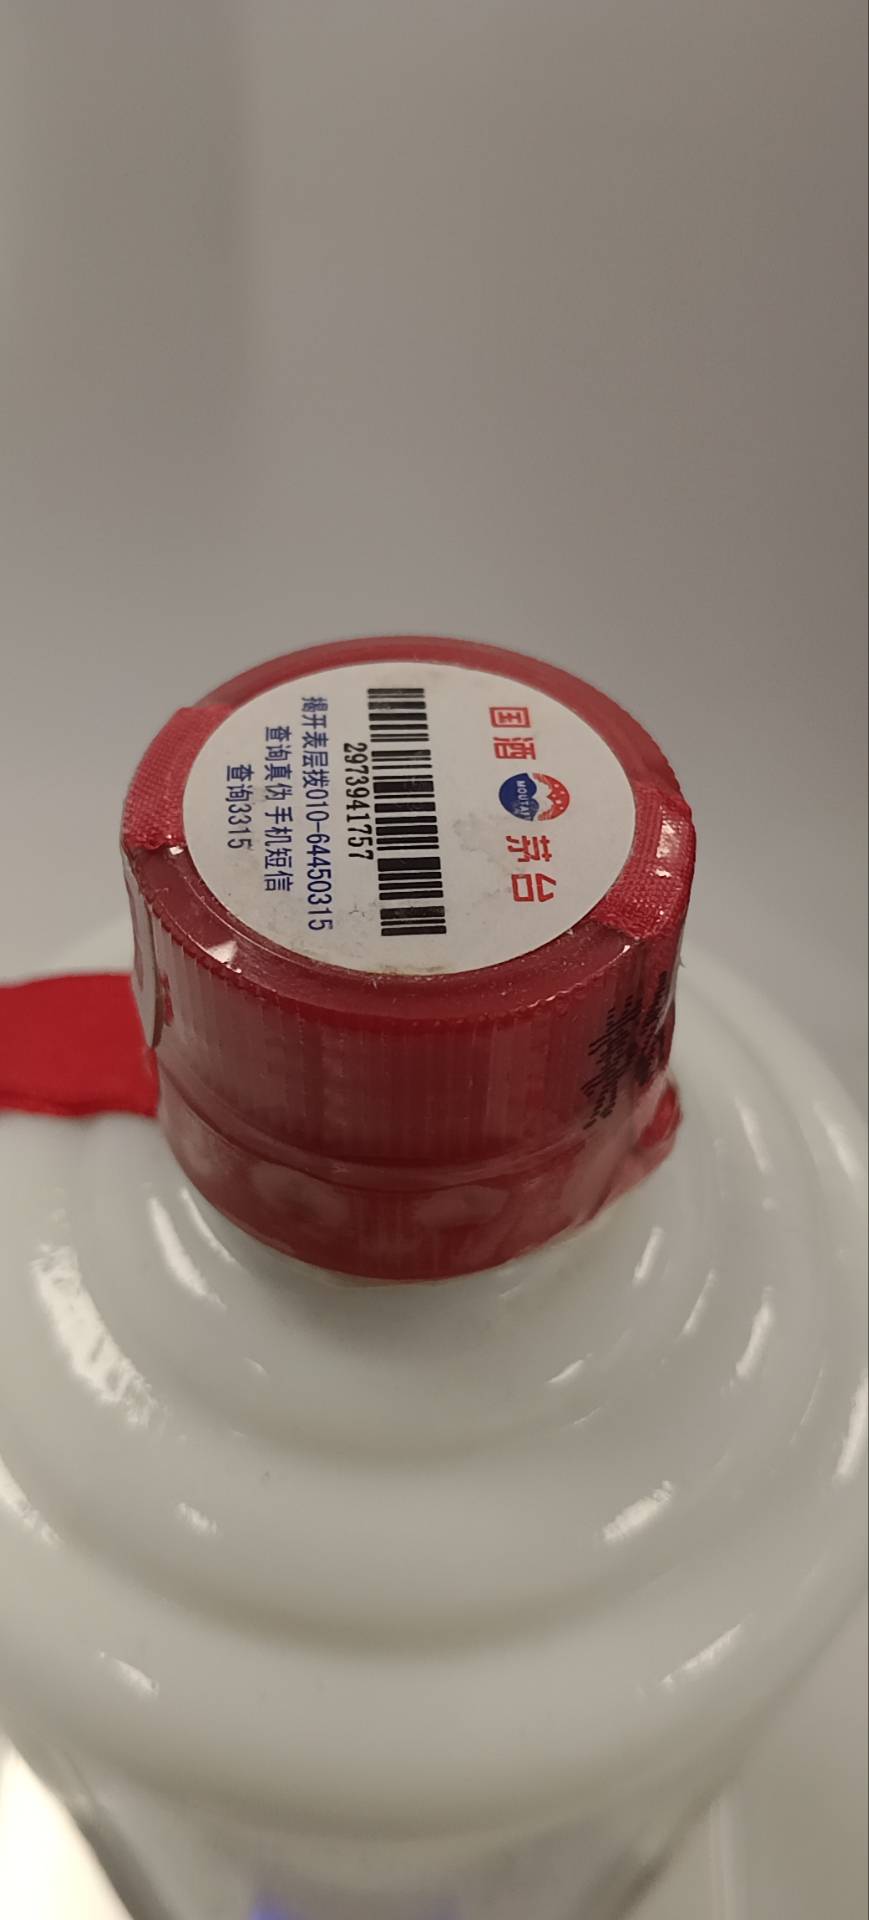 国酒 MOUTAI 茅台
2973941757
揭开表层拨010-64450315
查询真伪 手机短信
查询3315